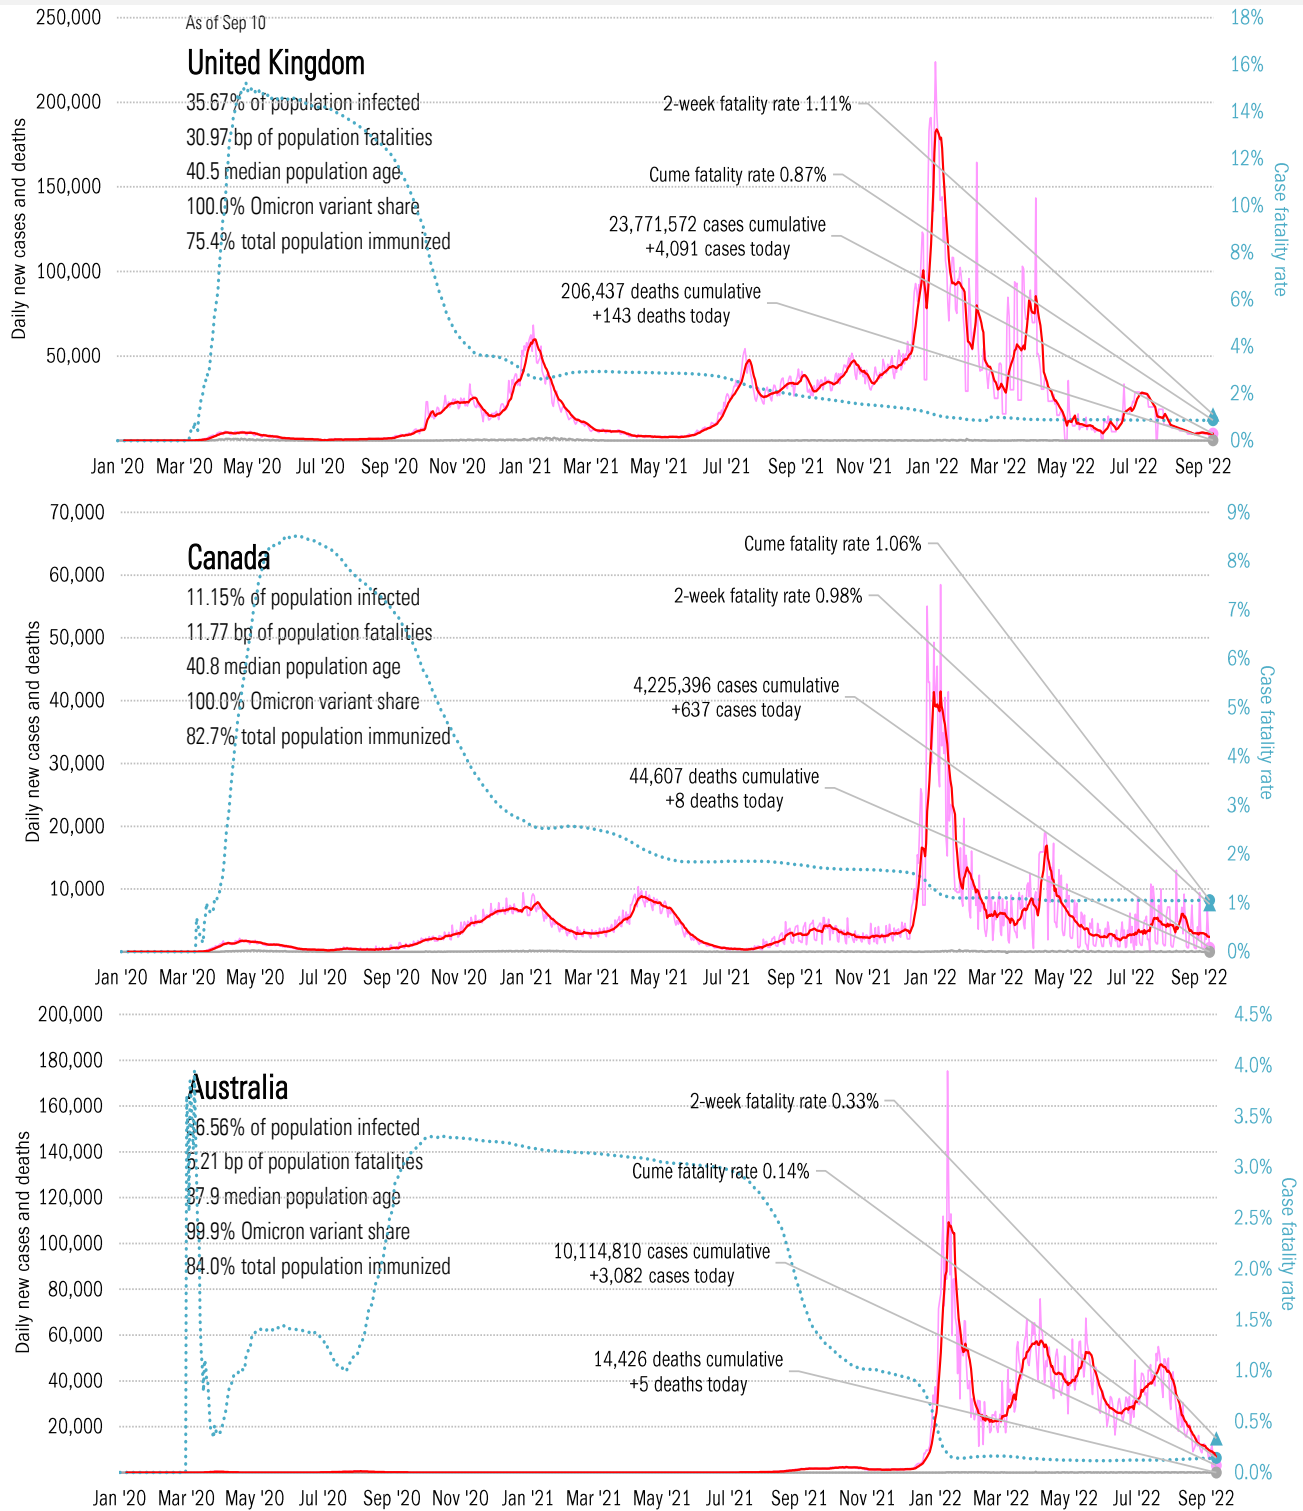 250,000
200,000
150,000
100,000
50,000
Daily new cases and deaths
As of Sep 10
United Kingdom
35.67% of population infected
30.97 bp of population fatalities
40.5 median population age
100.0% Omicron variant share
75.4% total population immunized
2-week fatality rate 1.11%
Cume fatality rate 0.87%
23,771,572 cases cumulative
+4,091 cases today
206,437 deaths cumulative
+143 deaths today
18%
16%
14%
12%
10%
8%
6%
4%
2%
0%
Case fatality rate
Jan '20 Mar '20 May '20 Jul '20 Sep '20 Nov '20 Jan '21 Mar '21 May '21 Jul '21 Sep '21 Nov '21 Jan '22 Mar '22 May '22 Jul '22 Sep '22
70,000
60,000
50,000
40,000
30,000
20,000
10,000
Daily new cases and deaths
Canada
11.15% of population infected
11.77 bp of population fatalities
40.8 median population age
100.0% Omicron variant share
82.7% total population immunized
Cume fatality rate 1.06%
2-week fatality rate 0.98%
4,225,396 cases cumulative
+637 cases today
44,607 deaths cumulative
+8 deaths today
9%
8%
7%
6%
5%
4%
3%
2%
1%
0%
Case fatality rate
Jan '20 Mar '20 May '20 Jul '20 Sep '20 Nov '20 Jan '21 Mar '21 May '21 Jul '21 Sep '21 Nov '21 Jan '22 Mar '22 May '22 Jul '22 Sep '22
200,000
180,000
160,000
140,000
120,000
100,000
80,000
60,000
40,000
20,000
Daily new cases and deaths
Australia
36.56% of population infected
5.21 bp of population fatalities
37.9 median population age
99.9% Omicron variant share
84.0% total population immunized
2-week fatality rate 0.33%
Cume fatality rate 0.14%
10,114,810 cases cumulative
+3,082 cases today
14,426 deaths cumulative
+5 deaths today
4.5%
4.0%
3.5%
3.0%
2.5%
2.0%
1.5%
1.0%
0.5%
0.0%
Case fatality rate
Jan '20 Mar '20 May '20 Jul '20 Sep '20 Nov '20 Jan '21 Mar '21 May '21 Jul '21 Sep '21 Nov '21 Jan '22 Mar '22 May '22 Jul '22 Sep '22